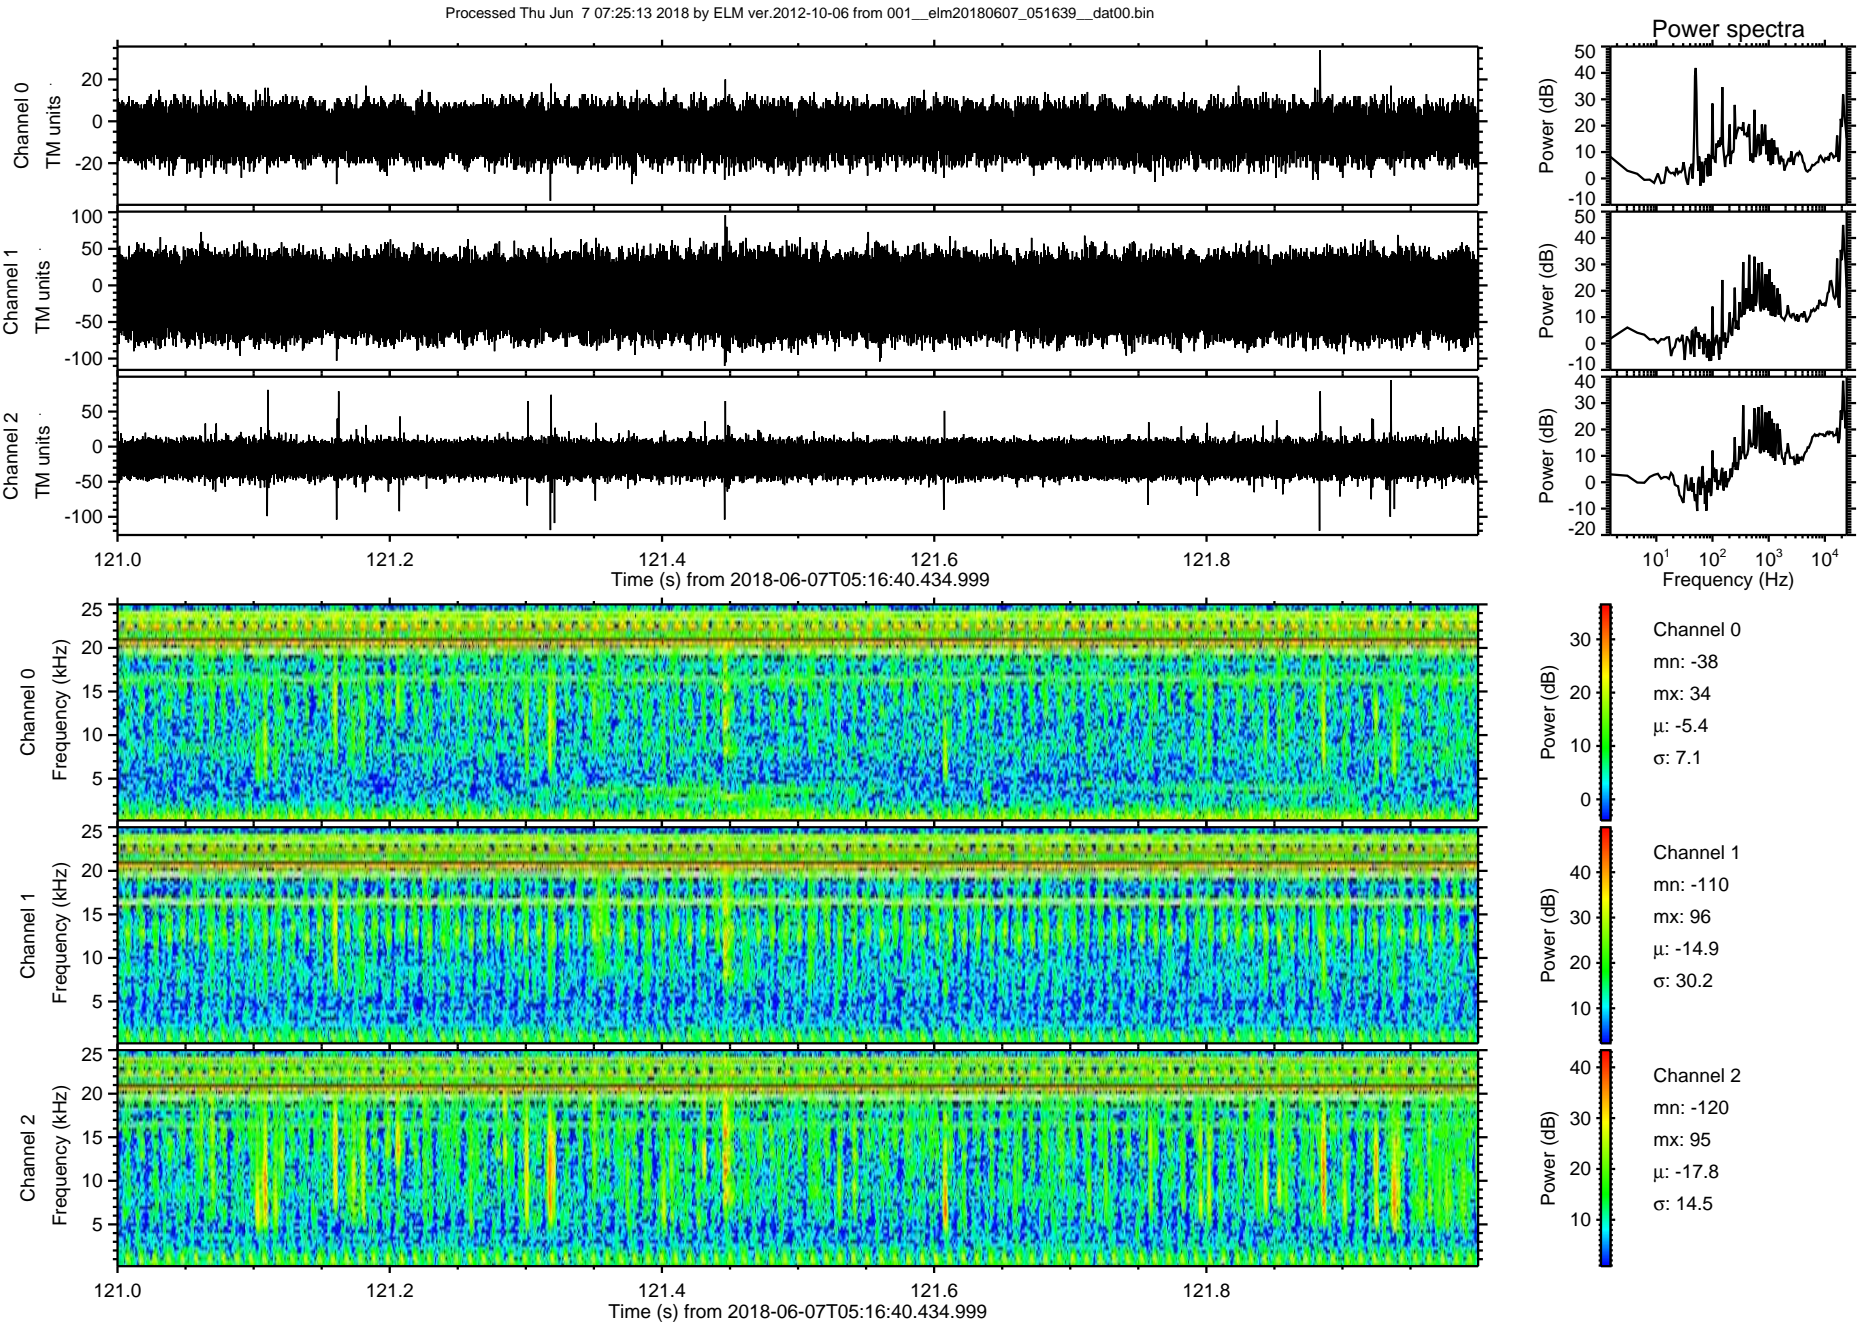 Processed Thu Jun  7 07:25:13 2018 by ELM ver.2012-10-06 from 001__elm20180607_051639__dat00.bin
Power spectra
Channel 0
TM units
20
0
-20
Power (dB)
50
40
30
20
10
0
-10
Channel 1
TM units
100
50
0
-50
-100
Power (dB)
50
40
30
20
10
0
-10
Channel 2
TM units
50
0
-50
-100
Power (dB)
40
30
20
10
0
-10
-20
121.0 121.2 121.4 121.6 121.8
Time (s) from 2018-06-07T05:16:40.434.999
10^1 10^2 10^3 10^4
Frequency (Hz)
Channel 0
Frequency (kHz)
25
20
15
10
5
Power (dB)
30
20
10
0
Channel 0
mn: -38
mx: 34
μ: -5.4
σ: 7.1
Channel 1
Frequency (kHz)
25
20
15
10
5
Power (dB)
40
30
20
10
Channel 1
mn: -110
mx: 96
μ: -14.9
σ: 30.2
Channel 2
Frequency (kHz)
25
20
15
10
5
Power (dB)
40
30
20
10
Channel 2
mn: -120
mx: 95
μ: -17.8
σ: 14.5
121.0 121.2 121.4 121.6 121.8
Time (s) from 2018-06-07T05:16:40.434.999